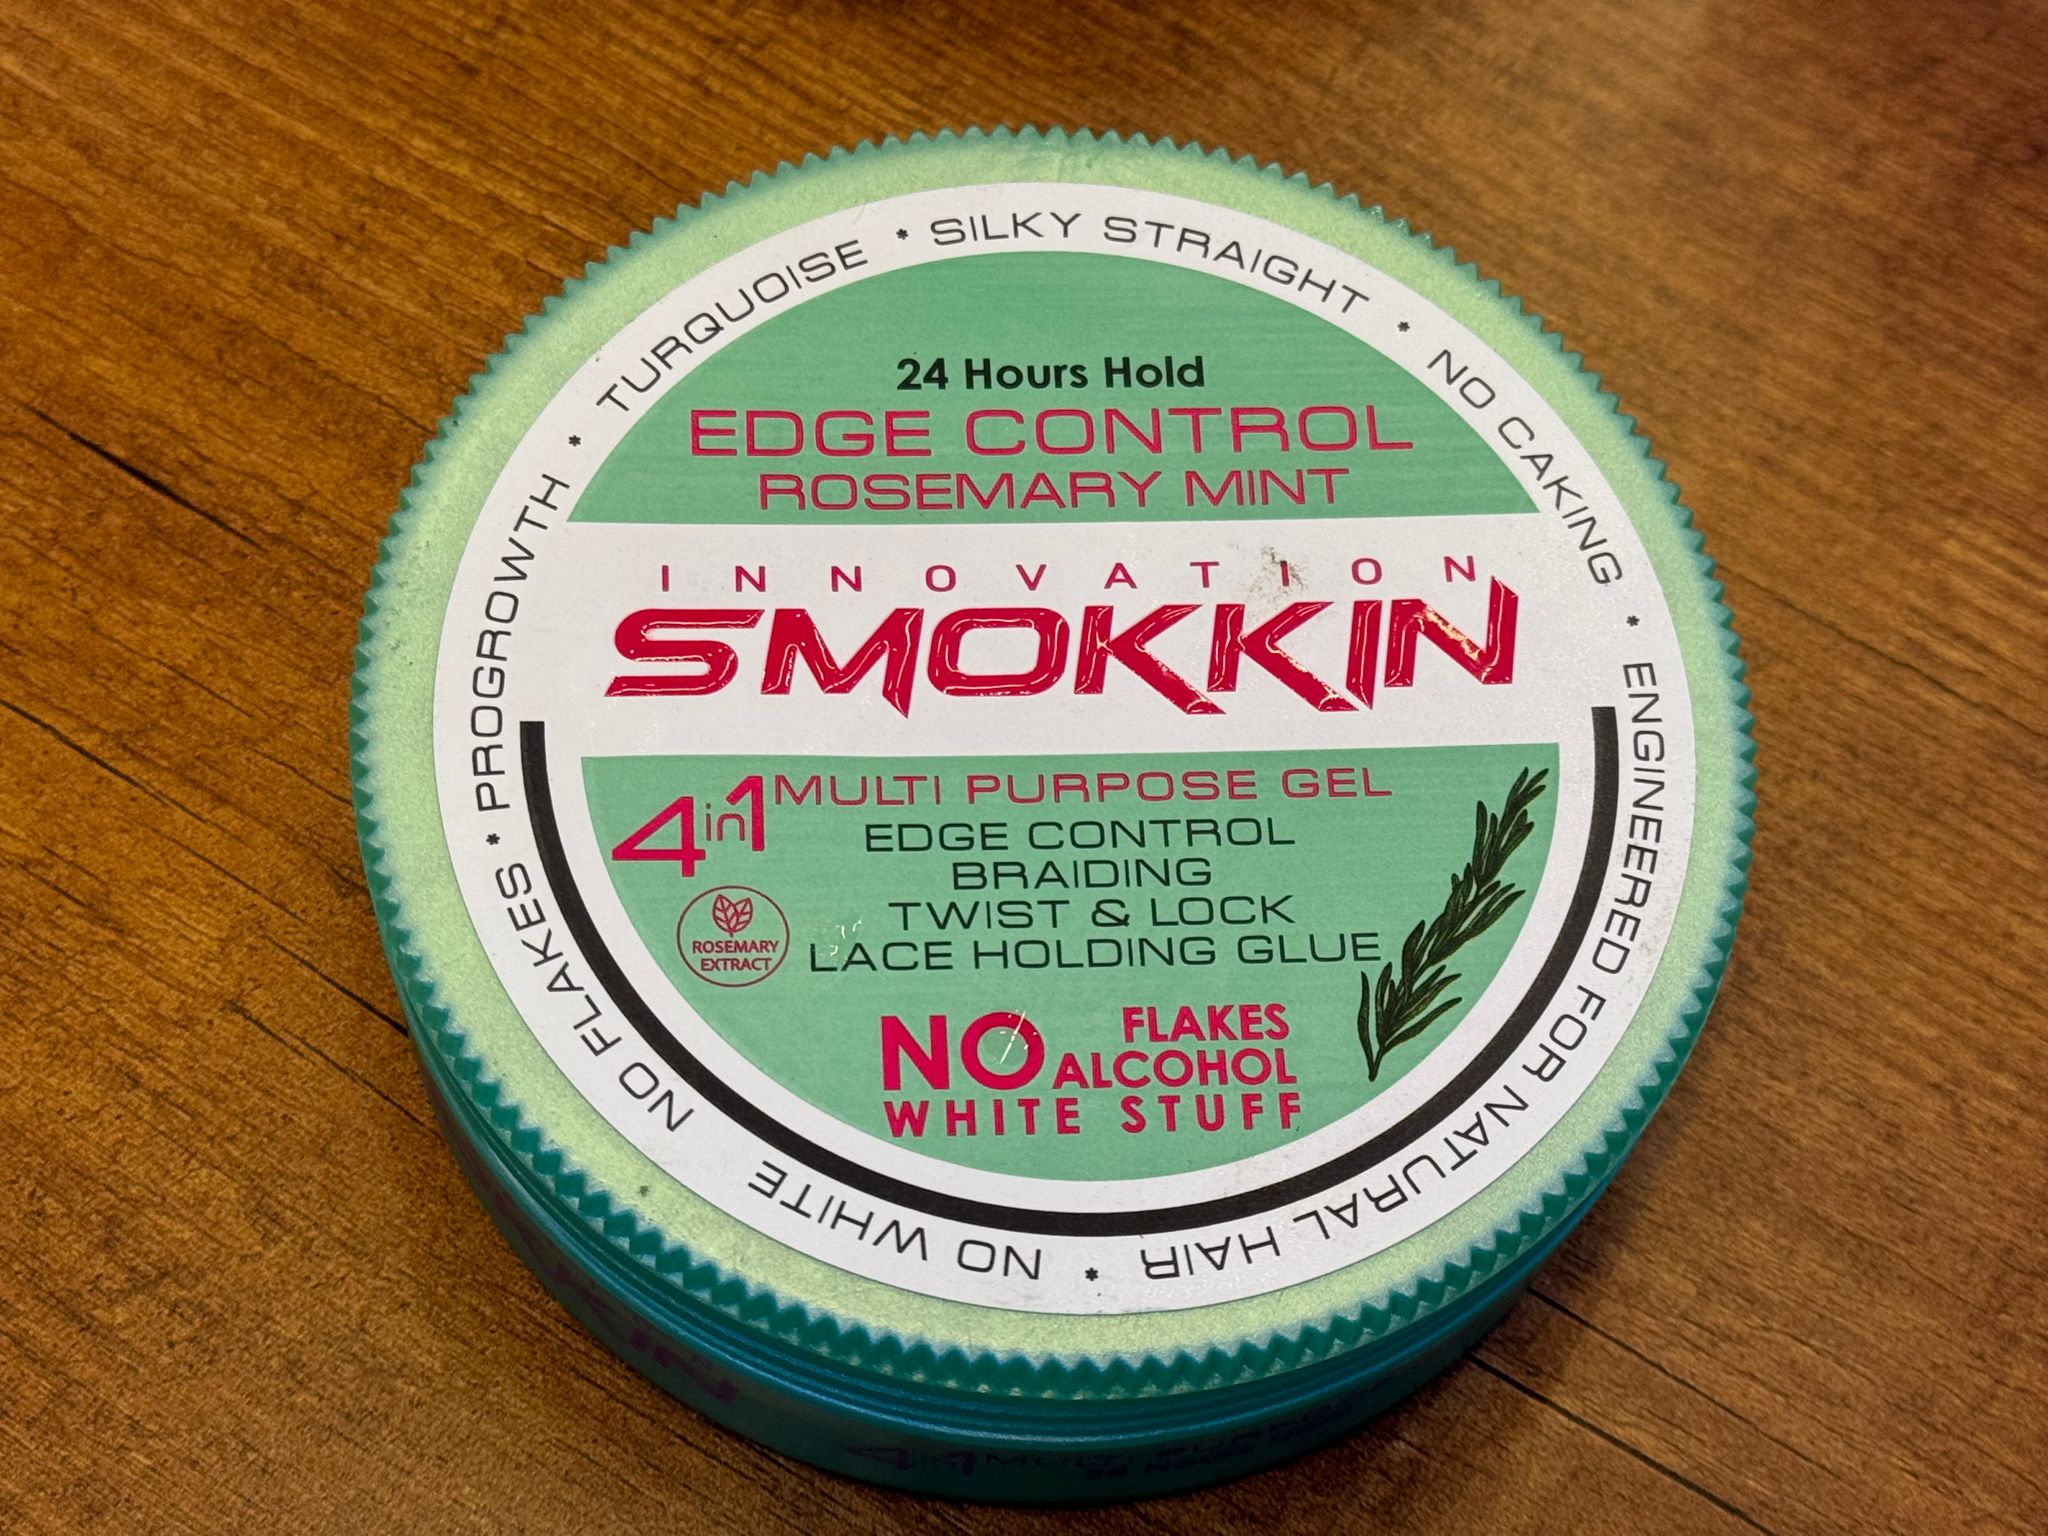 TURQUOISE * SILKY STRAIGHT * NO CAKING * ENGINEERED FOR NATURAL HAIR * NO WHITE NO FLAKES * PROGROWTH *
24 Hours Hold
EDGE CONTROL
ROSEMARY MINT
INNOVATION
SMOKKIN
4in1 MULTI PURPOSE GEL
EDGE CONTROL
BRAIDING
TWIST & LOCK
LACE HOLDING GLUE
ROSEMARY
EXTRACT
NO FLAKES
ALCOHOL
WHITE STUFF
4in1